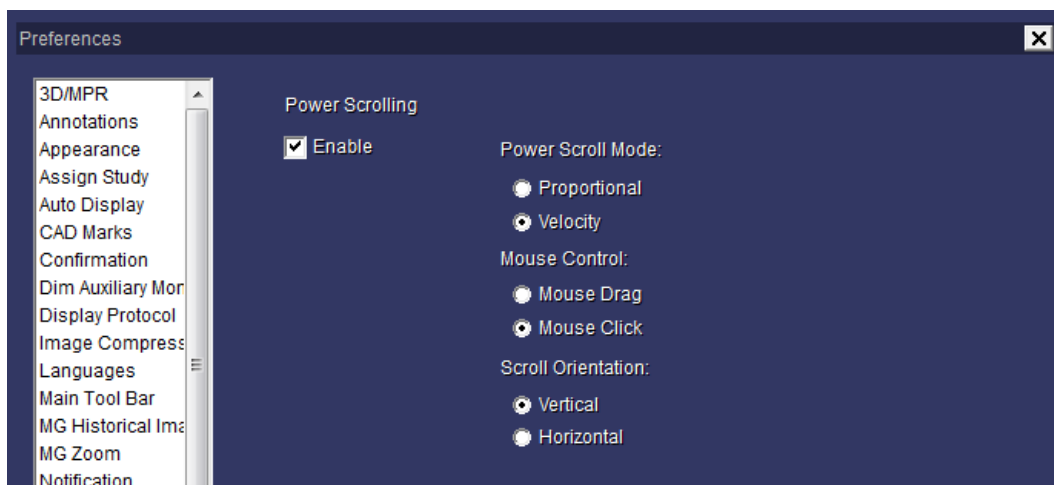 Preferences
3D/MPR
Annotations
Appearance
Assign Study
Auto Display
CAD Marks
Confirmation
Dim Auxiliary Mon
Display Protocol
Image Compress
Languages
Main Tool Bar
MG Historical Ima
MG Zoom
Notification
Power Scrolling
Enable
Power Scroll Mode:
Proportional
Velocity
Mouse Control:
Mouse Drag
Mouse Click
Scroll Orientation:
Vertical
Horizontal